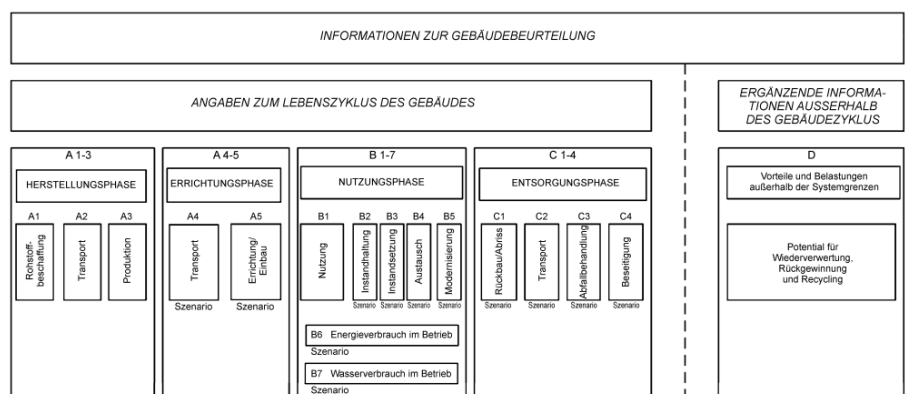 INFORMATIONEN ZUR GEBÄUDEBEURTEILUNG
ANGABEN ZUM LEBENSZYKLUS DES GEBÄUDES
ERGÄNZENDE INFORMA-
TIONEN AUSSERHALB
DES GEBÄUDEZYKLUS
A 1-3
HERSTELLUNGSPHASE
A1
A2
A3
Rohstoff-
beschaffung
Transport
Produktion
A 4-5
ERRICHTUNGSPHASE
A4
A5
Transport
Errichtung/
Einbau
Szenario
Szenario
B 1-7
NUTZUNGSPHASE
B1
B2
B3
B4
B5
Nutzung
Instandhaltung
Instandsetzung
Austausch
Modernisierung
Szenario
Szenario
Szenario
Szenario
B6 Energieverbrauch im Betrieb
Szenario
B7 Wasserverbrauch im Betrieb
Szenario
C 1-4
ENTSORGUNGSPHASE
C1
C2
C3
C4
Rückbau/Abriss
Transport
Abfallbehandlung
Beseitigung
Szenario
Szenario
Szenario
Szenario
D
Vorteile und Belastungen
außerhalb der Systemgrenzen
Potential für
Wiederverwertung,
Rückgewinnung
und Recycling